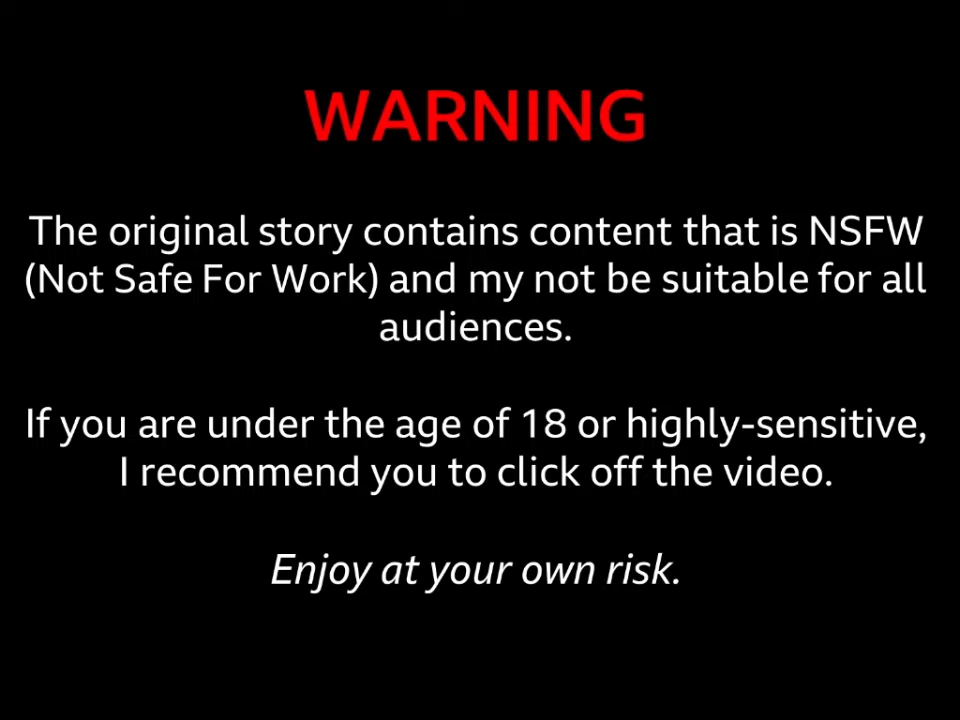 WARNING
The original story contains content that is NSFW
(Not Safe For Work) and my not be suitable for all
audiences.
If you are under the age of 18 or highly-sensitive,
I recommend you to click off the video.
Enjoy at your own risk.